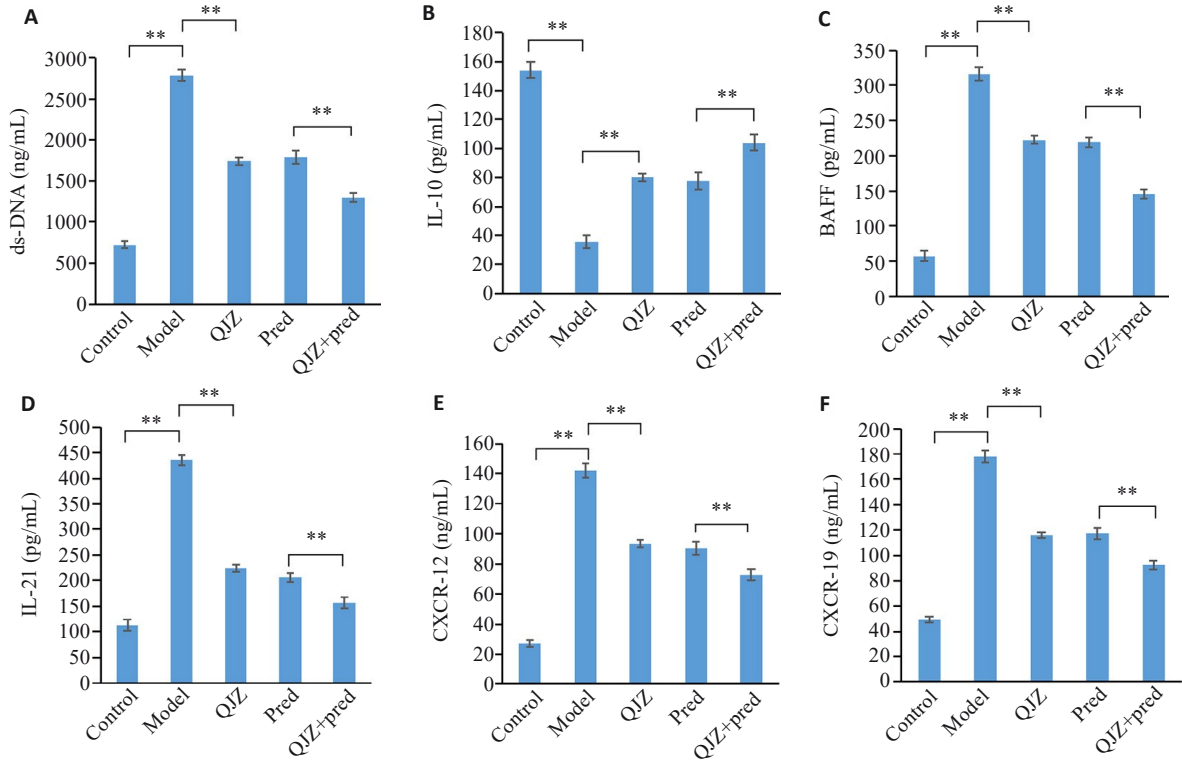 A
**
**
ds-DNA (ng/mL)
3000
2500
2000
1500
1000
500
0
**
Control
Model
QJZ
Pred
QJZ+pred
B
**
IL-10 (pg/mL)
180
160
140
120
100
80
60
40
20
0
**
**
Control
Model
QJZ
Pred
QJZ+pred
C
**
**
BAFF (pg/mL)
350
300
250
200
150
100
50
0
**
Control
Model
QJZ
Pred
QJZ+pred
D
**
**
IL-21 (pg/mL)
500
450
400
350
300
250
200
150
100
50
0
**
Control
Model
QJZ
Pred
QJZ+pred
E
**
**
CXCR-12 (ng/mL)
160
140
120
100
80
60
40
20
0
**
Control
Model
QJZ
Pred
QJZ+pred
F
**
**
CXCR-19 (ng/mL)
200
180
160
140
120
100
80
60
40
20
0
**
Control
Model
QJZ
Pred
QJZ+pred